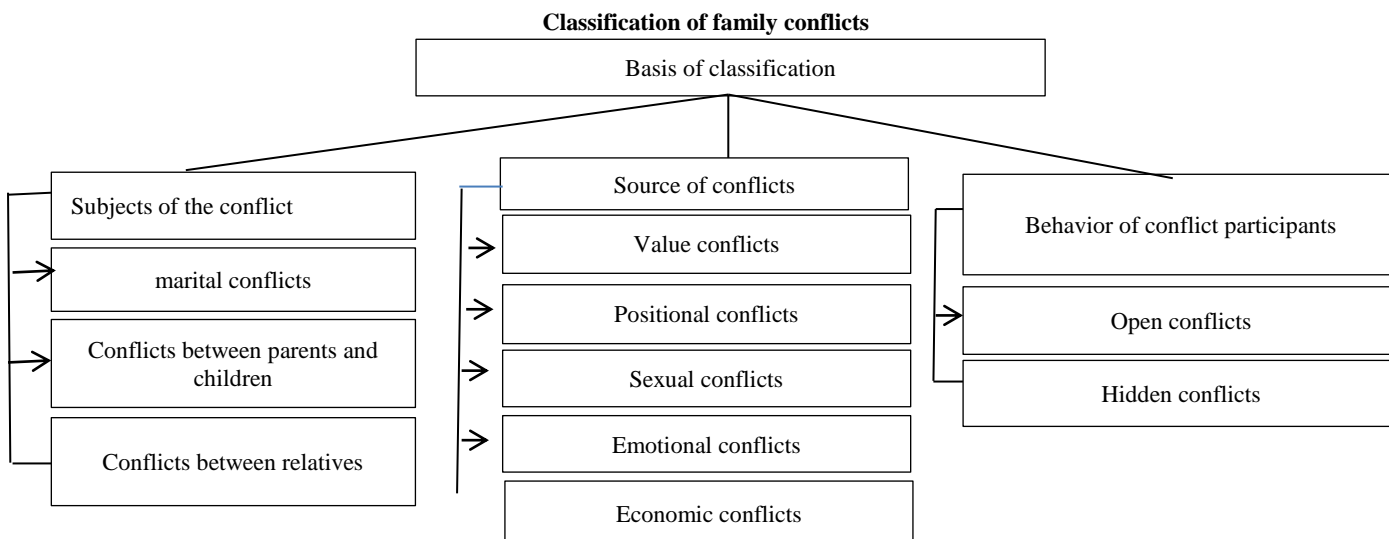 Classification of family conflicts
Basis of classification
Subjects of the conflict
marital conflicts
Conflicts between parents and
children
Conflicts between relatives
Source of conflicts
Value conflicts
Positional conflicts
Sexual conflicts
Emotional conflicts
Economic conflicts
Behavior of conflict participants
Open conflicts
Hidden conflicts